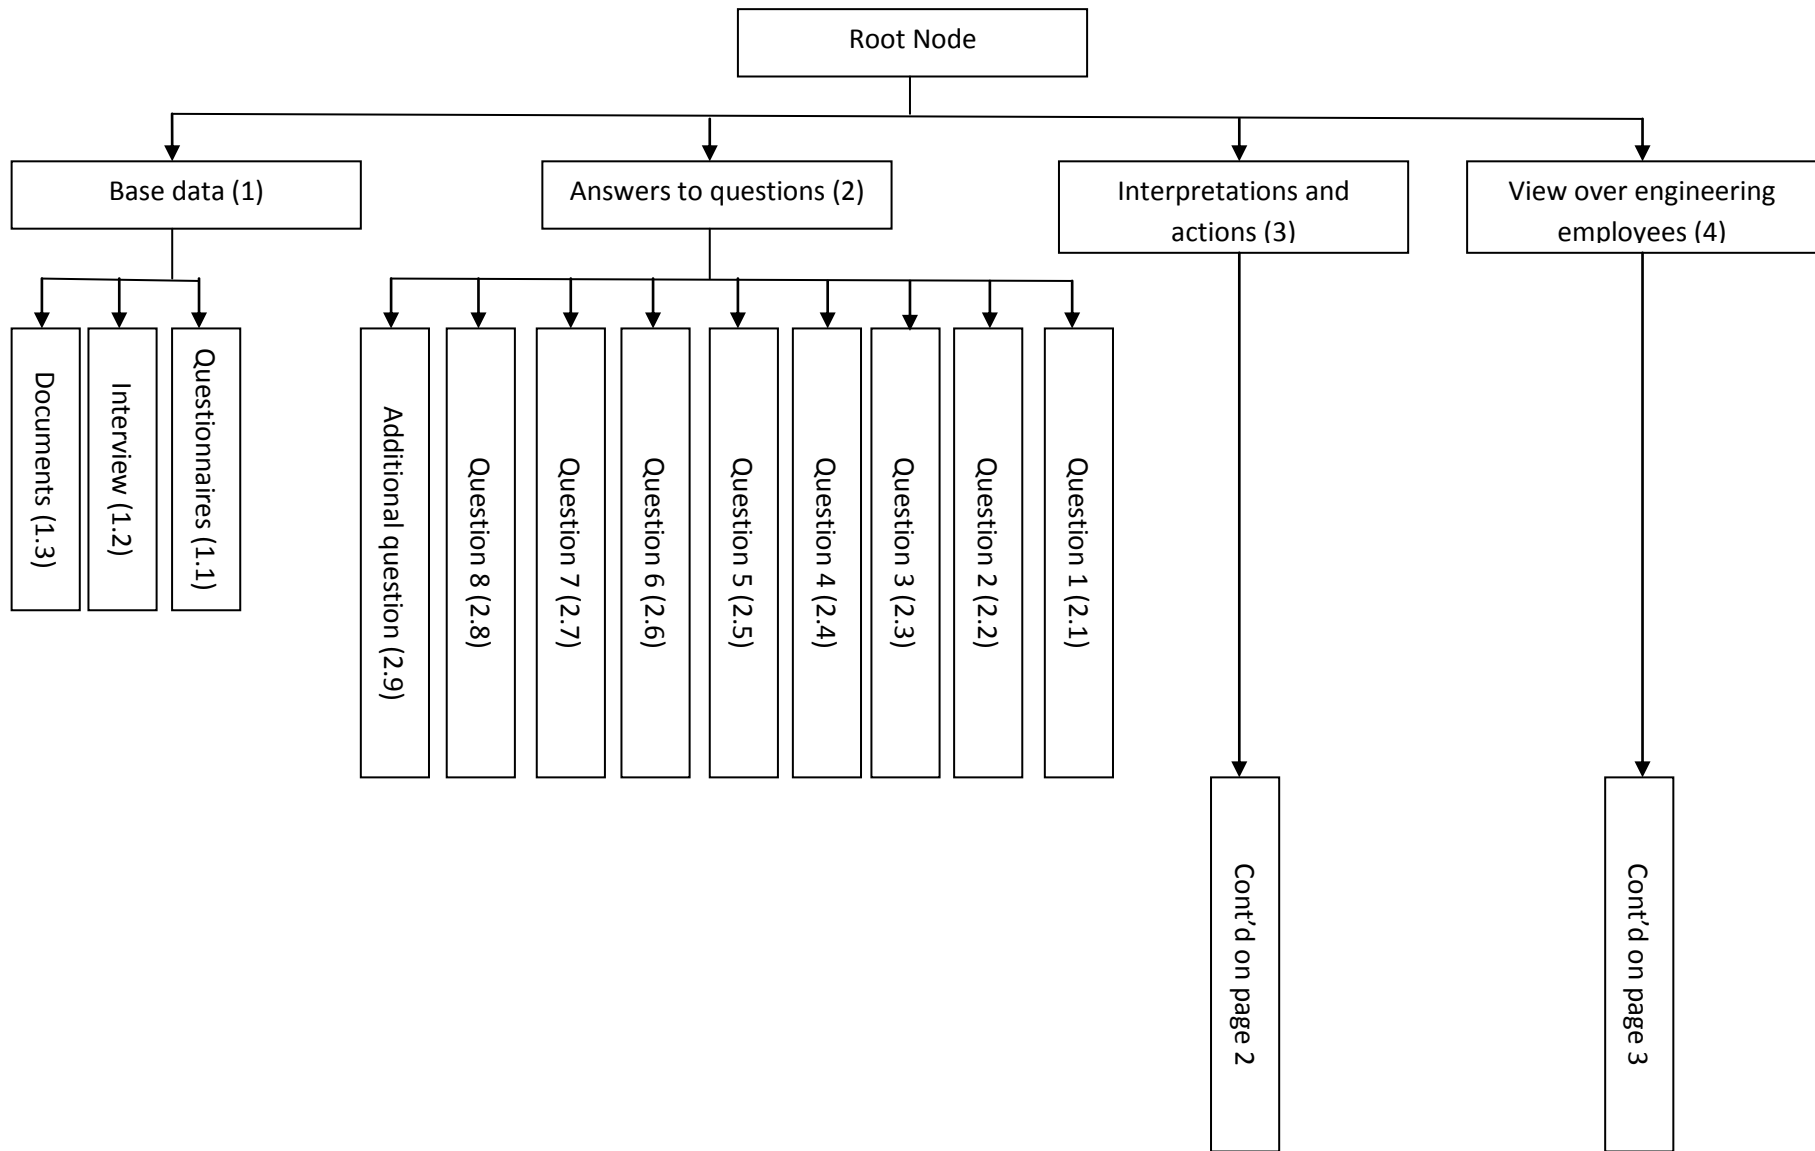 Root Node
Base data (1)
Answers to questions (2)
Interpretations and
actions (3)
View over engineering
employees (4)
Documents (1.3)
Interview (1.2)
Questionnaires (1.1)
Additional question (2.9)
Question 8 (2.8)
Question 7 (2.7)
Question 6 (2.6)
Question 5 (2.5)
Question 4 (2.4)
Question 3 (2.3)
Question 2 (2.2)
Question 1 (2.1)
Cont’d on page 2
Cont’d on page 3